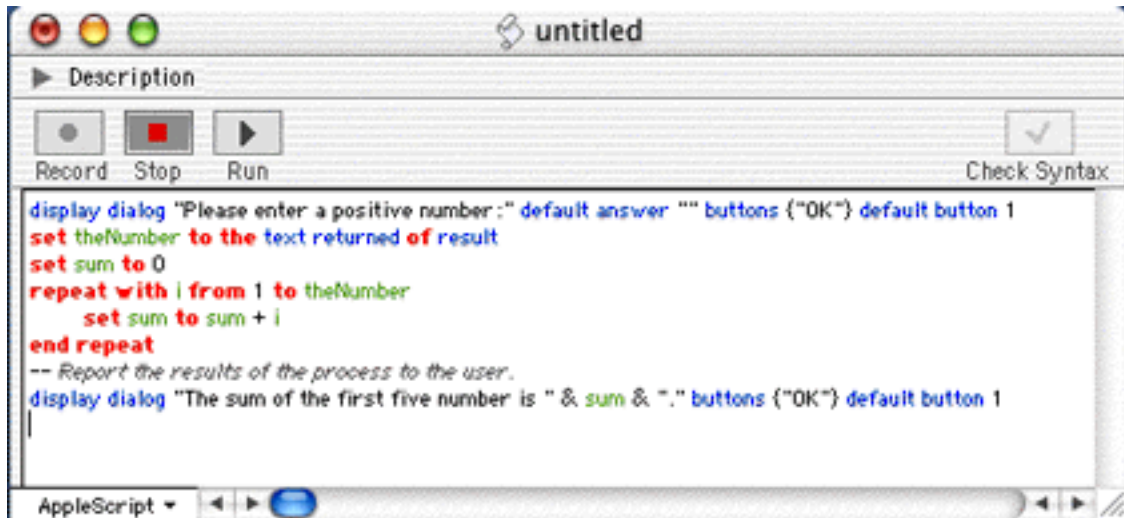 untitled
Description
Record Stop Run Check Syntax
display dialog "Please enter a positive number:" default answer "" buttons {"OK"} default button 1
set theNumber to the text returned of result
set sum to 0
repeat with i from 1 to theNumber
set sum to sum + i
end repeat
-- Report the results of the process to the user.
display dialog "The sum of the first five number is " & sum & "." buttons {"OK"} default button 1
AppleScript